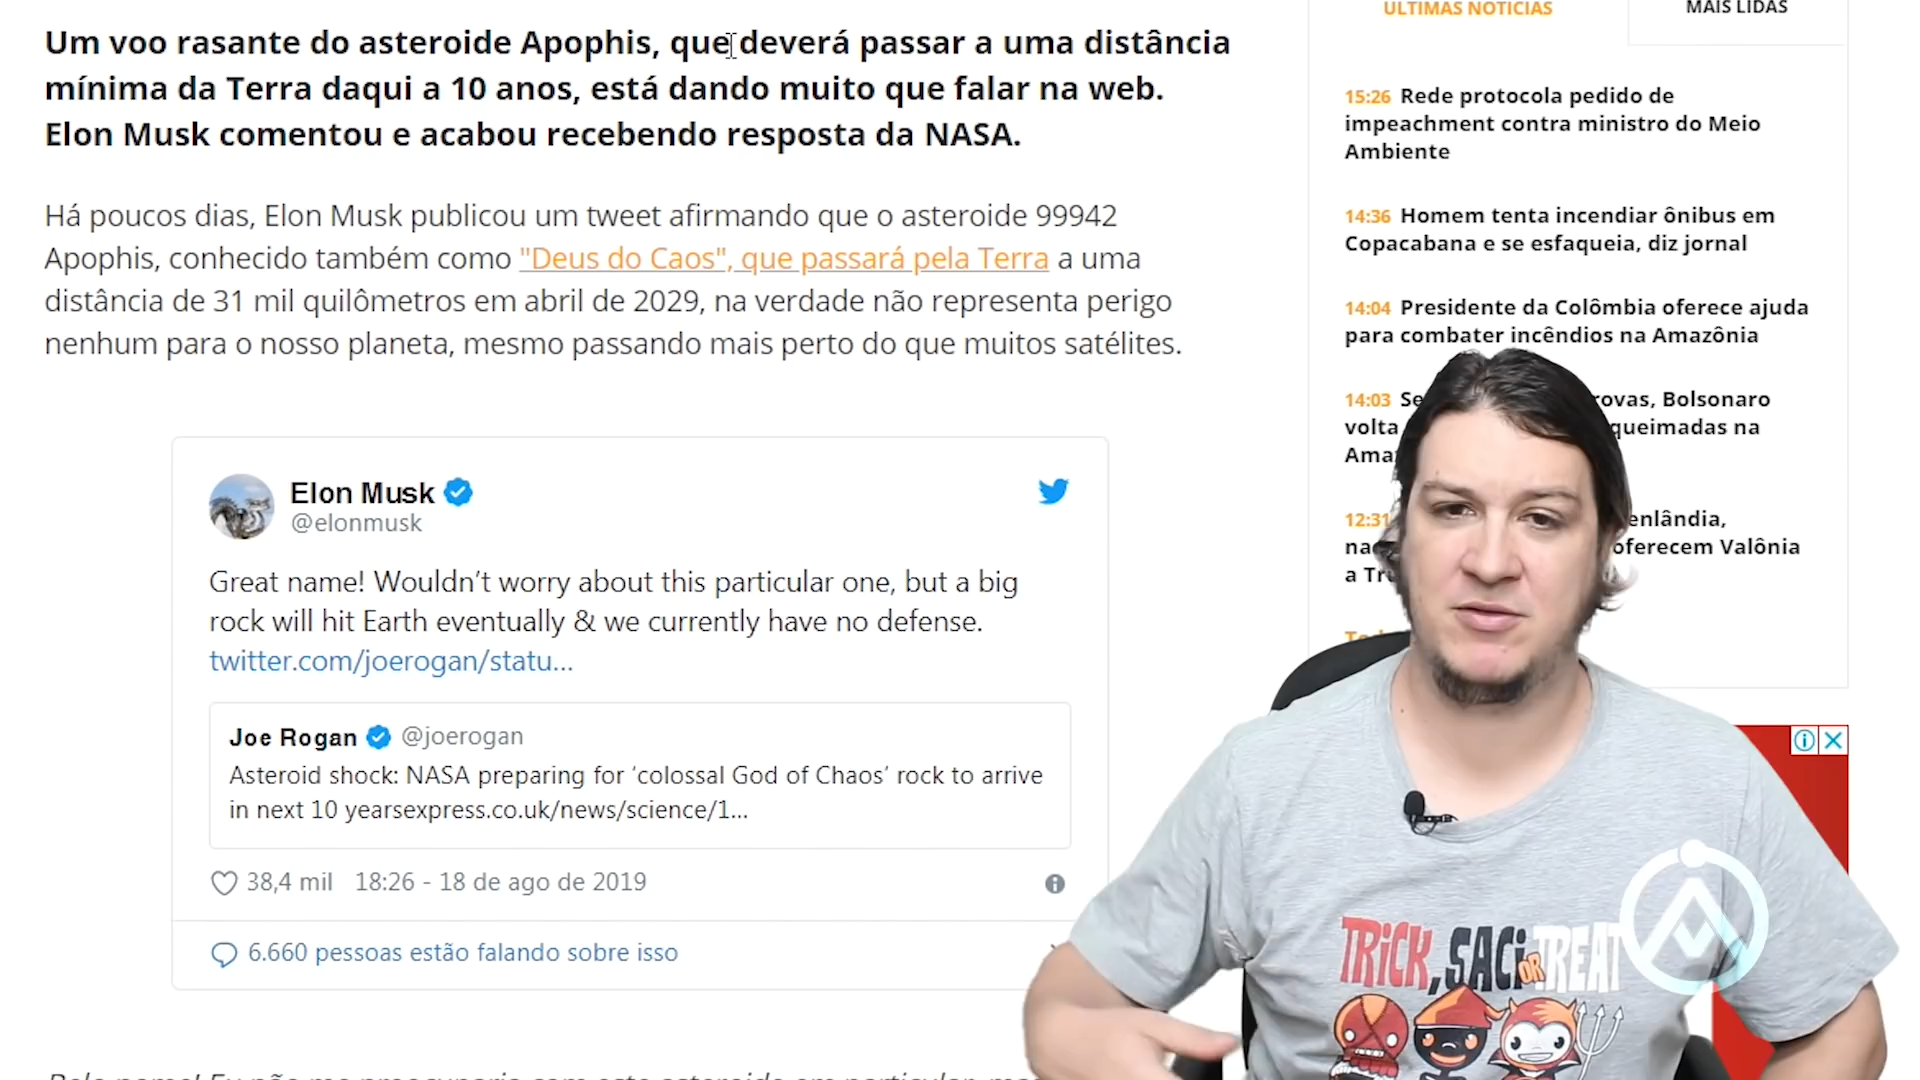 Um voo rasante do asteroide Apophis, que deverá passar a uma distância
mínima da Terra daqui a 10 anos, está dando muito que falar na web.
Elon Musk comentou e acabou recebendo resposta da NASA.
Há poucos dias, Elon Musk publicou um tweet afirmando que o asteroide 99942
Apophis, conhecido também como "Deus do Caos", que passará pela Terra a uma
distância de 31 mil quilômetros em abril de 2029, na verdade não representa perigo
nenhum para o nosso planeta, mesmo passando mais perto do que muitos satélites.
Elon Musk
@elonmusk
Great name! Wouldn't worry about this particular one, but a big
rock will hit Earth eventually & we currently have no defense.
twitter.com/joerogan/statu...
Joe Rogan @joerogan
Asteroid shock: NASA preparing for 'colossal God of Chaos' rock to arrive
in next 10 yearsexpress.co.uk/news/science/1...
38,4 mil 18:26 - 18 de ago de 2019
6.660 pessoas estão falando sobre isso
ÚLTIMAS NOTÍCIAS
MAIS LIDAS
15:26 Rede protocola pedido de
impeachment contra ministro do Meio
Ambiente
14:36 Homem tenta incendiar ônibus em
Copacabana e se esfaqueia, diz jornal
14:04 Presidente da Colômbia oferece ajuda
para combater incêndios na Amazônia
14:03 Se rovas, Bolsonaro
volta queimadas na
12:31 enlândia,
oferecem Valônia
TRICK, SACI OR TREAT